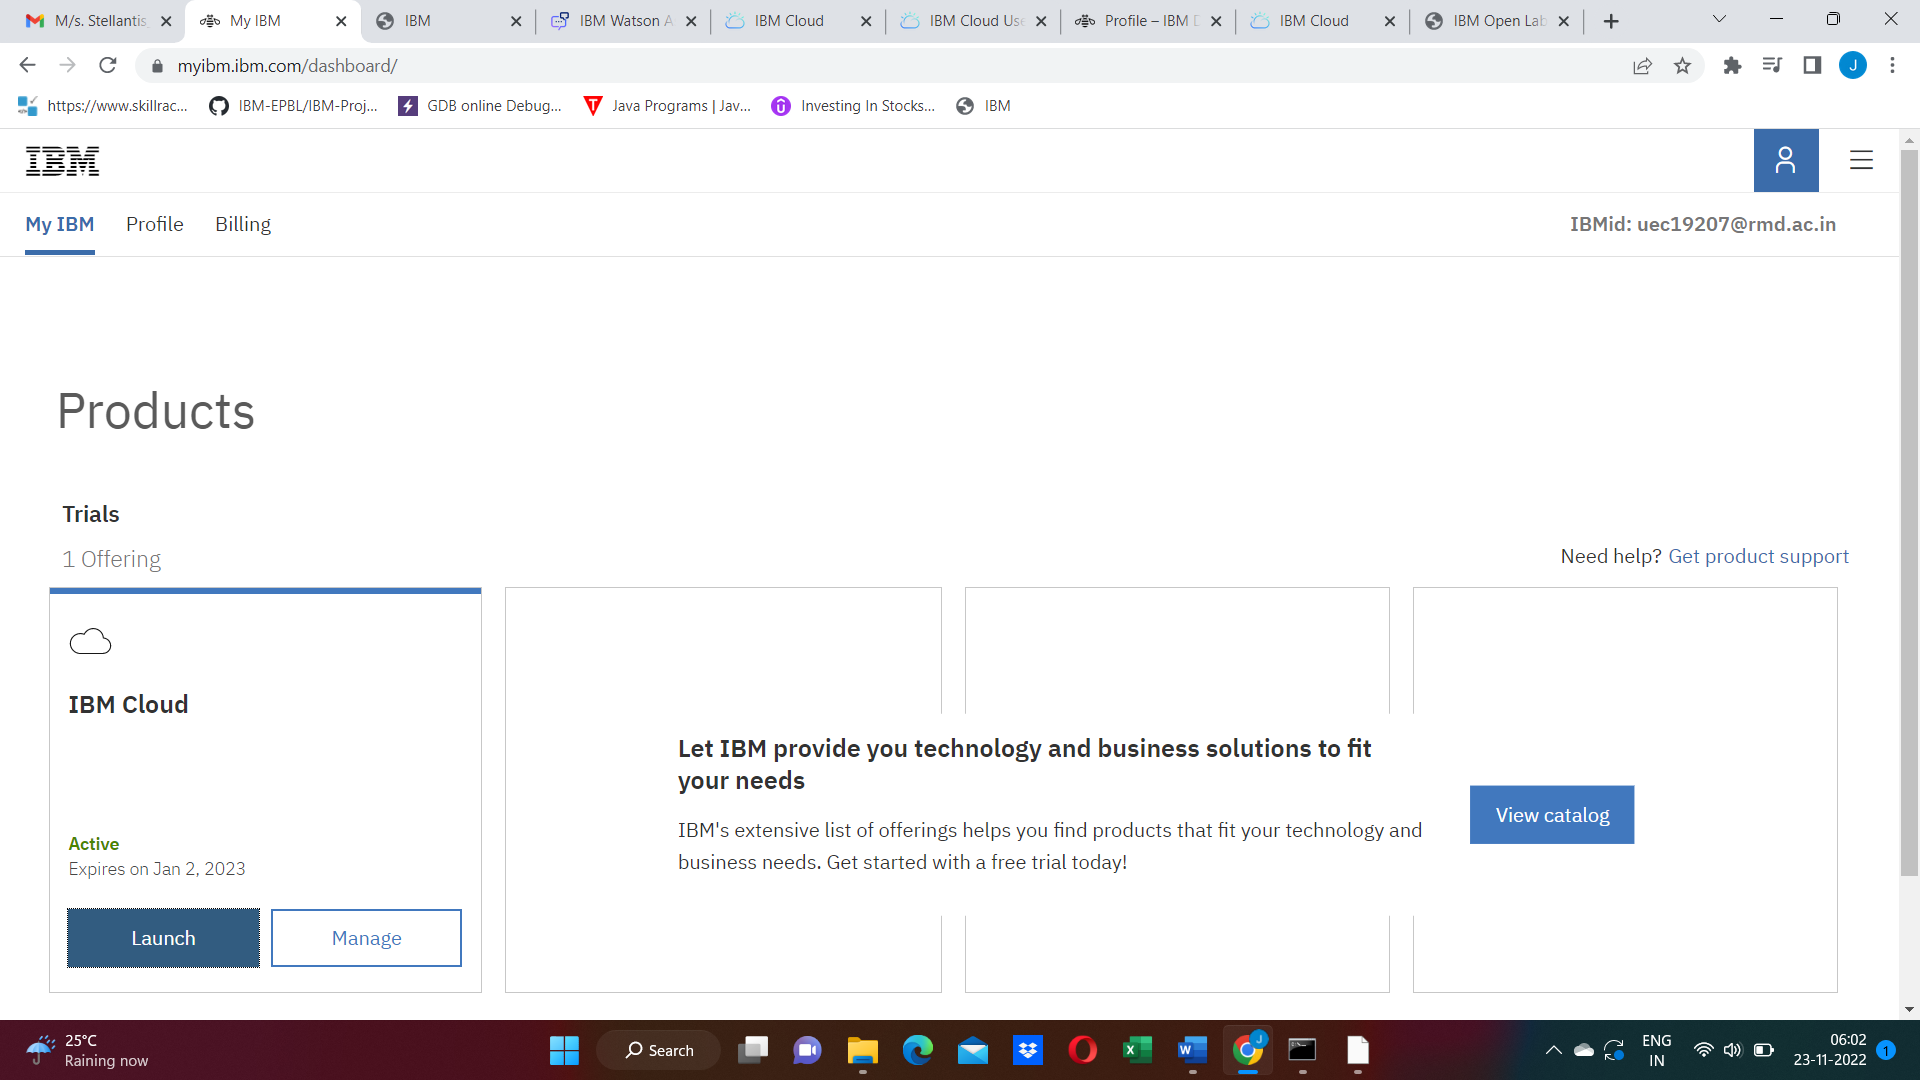 M/s. Stellantis
My IBM
IBM
IBM Watson A
IBM Cloud
IBM Cloud Use
Profile – IBM D
IBM Cloud
IBM Open Lab
myibm.ibm.com/dashboard/
J
https://www.skillrac...
IBM-EPBL/IBM-Proj...
GDB online Debug...
Java Programs | Jav...
Investing In Stocks...
IBM
IBM
My IBM
Profile
Billing
IBMid: uec19207@rmd.ac.in
Products
Trials
1 Offering
Need help? Get product support
IBM Cloud
Active
Expires on Jan 2, 2023
Launch
Manage
Let IBM provide you technology and business solutions to fit
your needs
IBM's extensive list of offerings helps you find products that fit your technology and
business needs. Get started with a free trial today!
View catalog
25°C
Raining now
Search
J
ENG
IN
06:02
23-11-2022
1